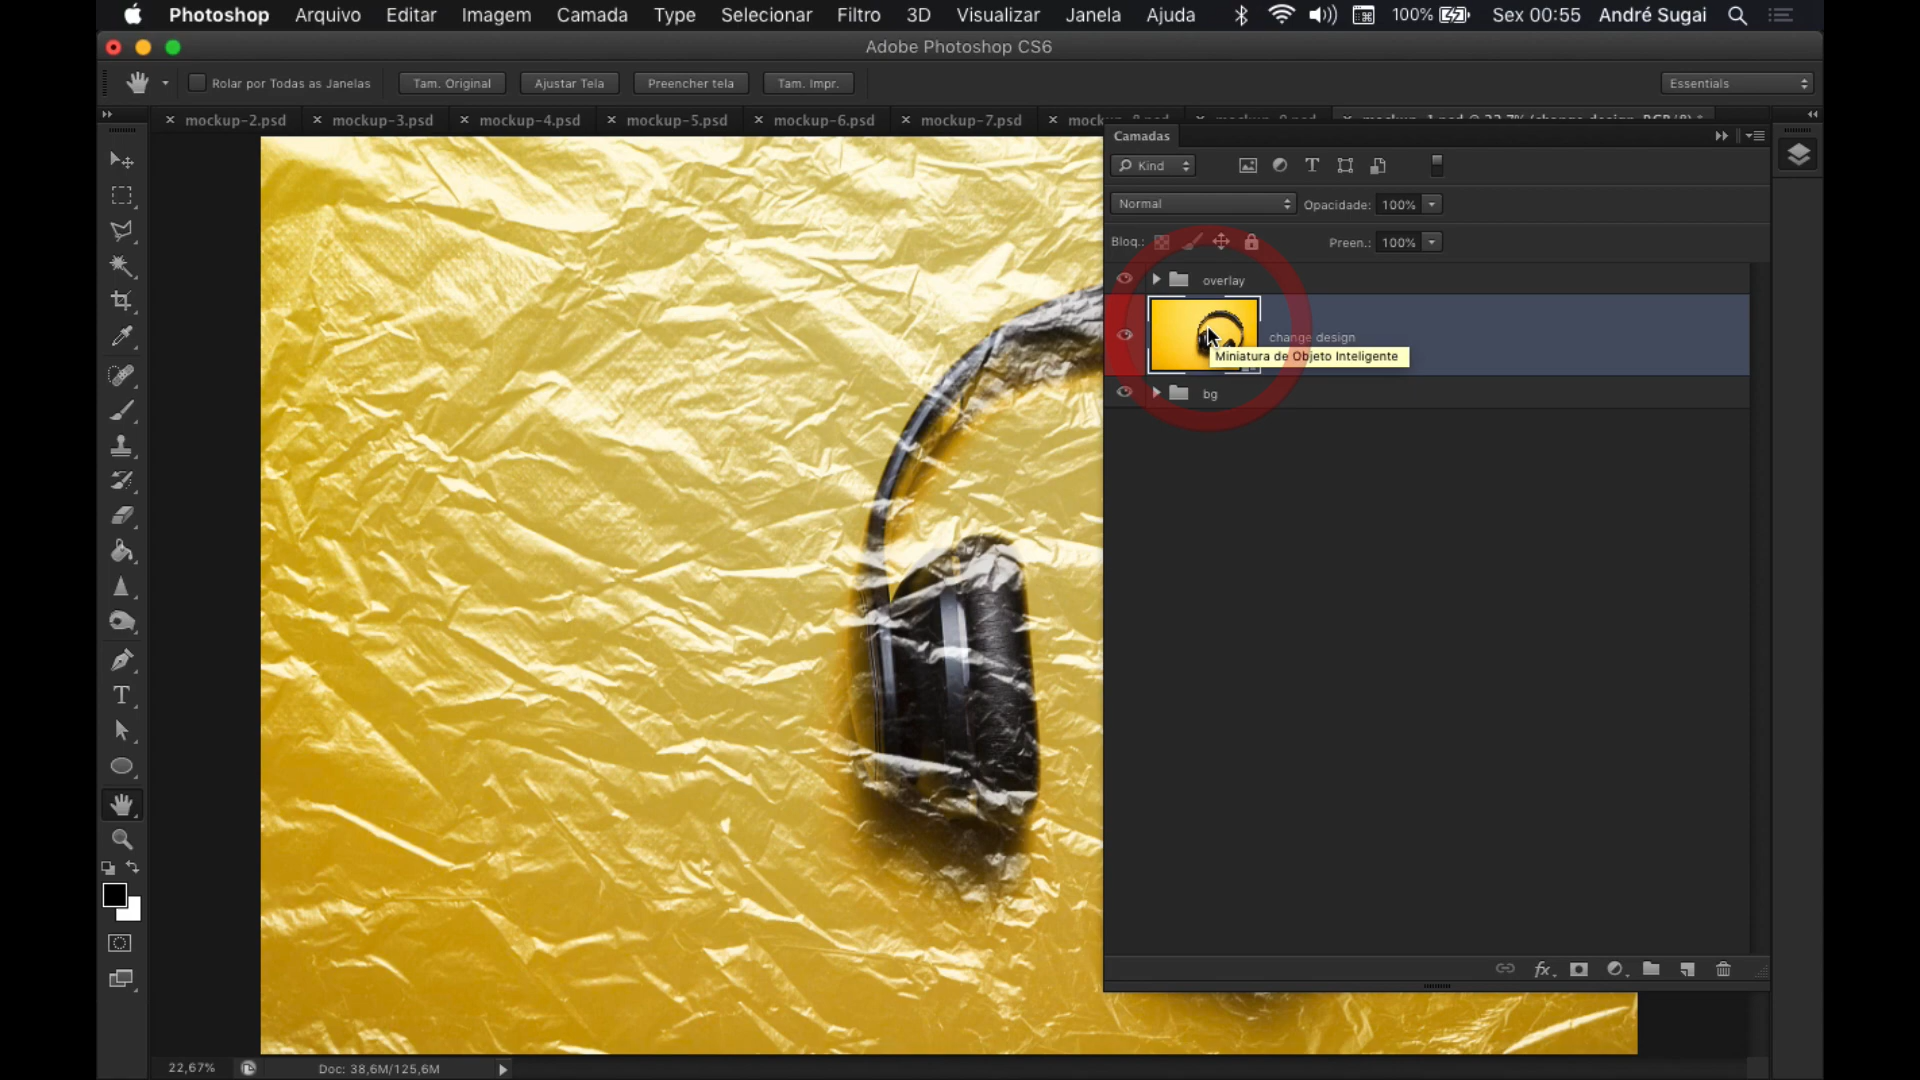 Photoshop Arquivo Editar Imagem Camada Type Selecionar Filtro 3D Visualizar Janela Ajuda 100% Sex 00:55 André Sugai
Adobe Photoshop CS6
Rolar por Todas as Janelas Tam. Original Ajustar Tela Preencher tela Tam. Impr. Essentials
mockup-2.psd mockup-3.psd mockup-4.psd mockup-5.psd mockup-6.psd mockup-7.psd
Camadas
Kind
Normal Opacidade: 100%
Bloq.: Preen.: 100%
overlay
change design
Miniatura de Objeto Inteligente
bg
22,67% Doc: 38,6M/125,6M